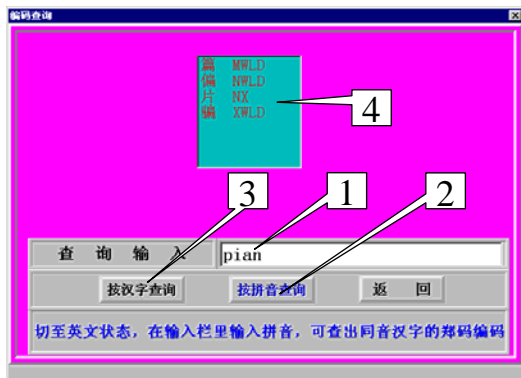 编码查询
篇 MWLD
偏 NWLD
片 NX
骗 XWLD
4
3
1
2
查 询 输 入
pian
按汉字查询
按拼音查询
返 回
切至英文状态，在输入栏里输入拼音，可查出同音汉字的郑码编码